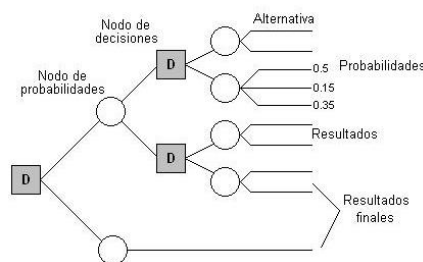 Alternativa
Nodo de
decisiones
D
0.5
Probabilidades
0.15
0.35
Nodo de
probabilidades
D
Resultados
D
Resultados
finales